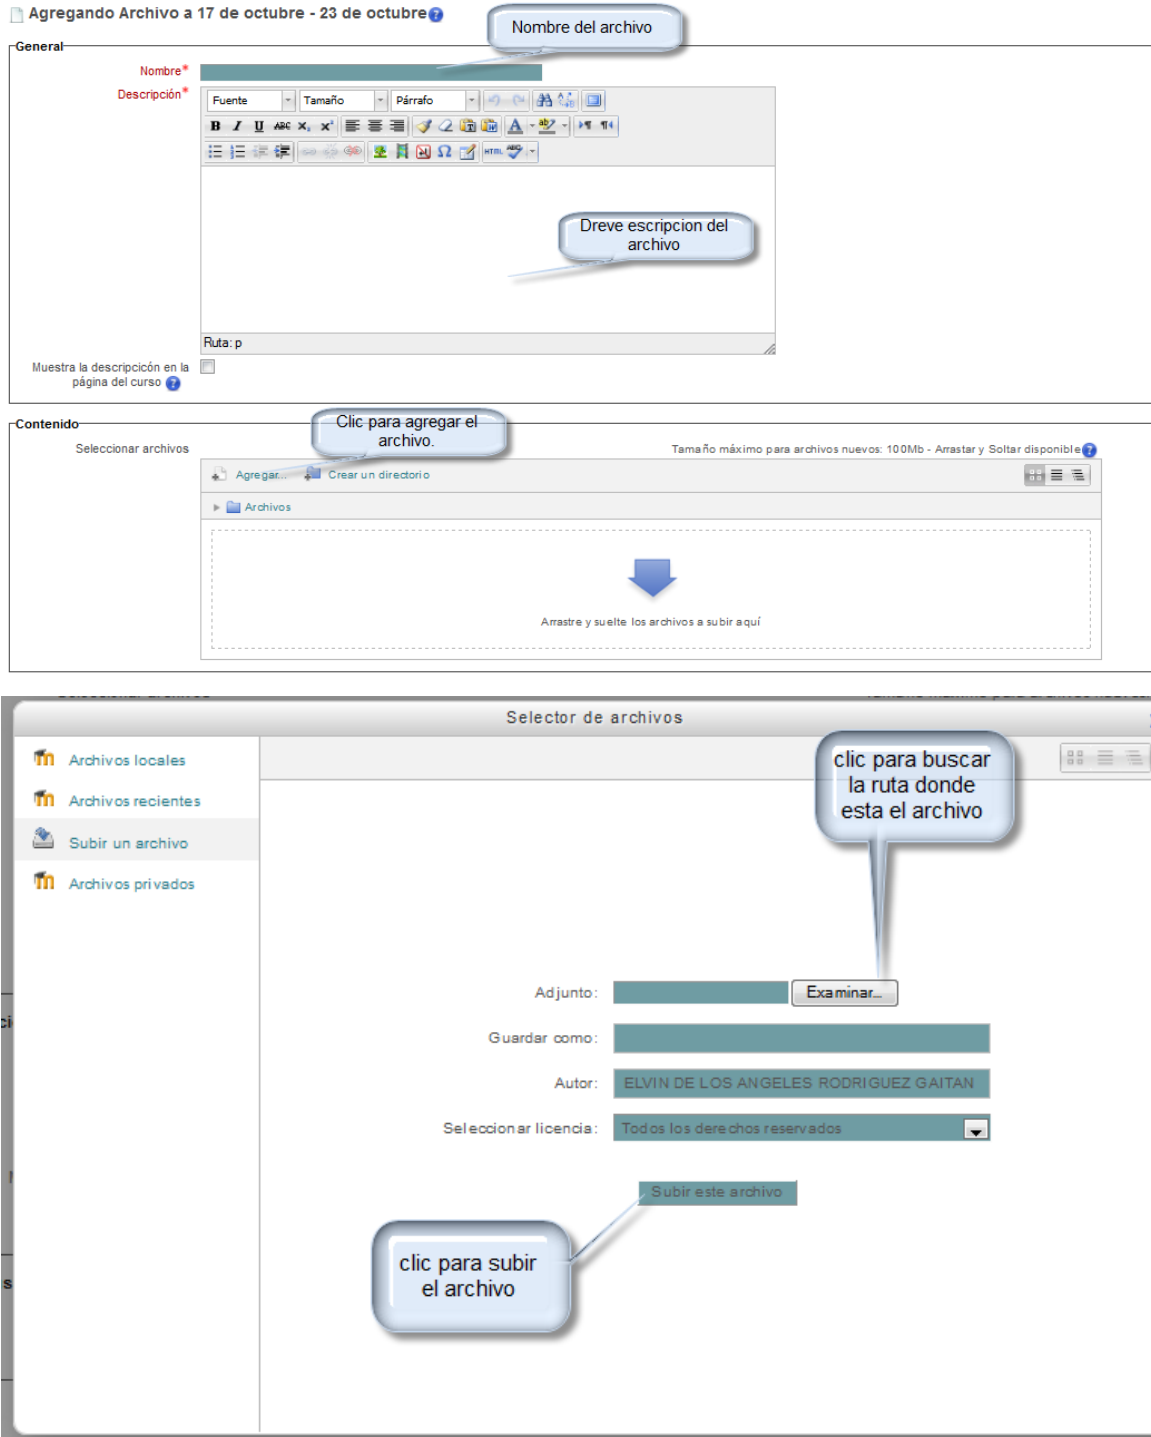 Agregando Archivo a 17 de octubre - 23 de octubre
Nombre del archivo
General
Nombre*
Descripción*
Fuente Tamaño Párrafo
B I U ABC X, x²
HTML ABC
Dreve escripcion del
archivo
Ruta: p
Muestra la descripcicón en la
página del curso
Contenido
Clic para agregar el
archivo.
Seleccionar archivos
Tamaño máximo para archivos nuevos: 100Mb - Arrastar y Soltar disponible
Agregar... Crear un directorio
Archivos
Arrastre y suelte los archivos a subir aquí
Selector de archivos
Archivos locales
Archivos recientes
Subir un archivo
Archivos privados
clic para buscar
la ruta donde
esta el archivo
Adjunto: Examinar...
Guardar como:
Autor: ELVIN DE LOS ANGELES RODRIGUEZ GAITAN
Seleccionar licencia: Todos los derechos reservados
Subir este archivo
clic para subir
el archivo